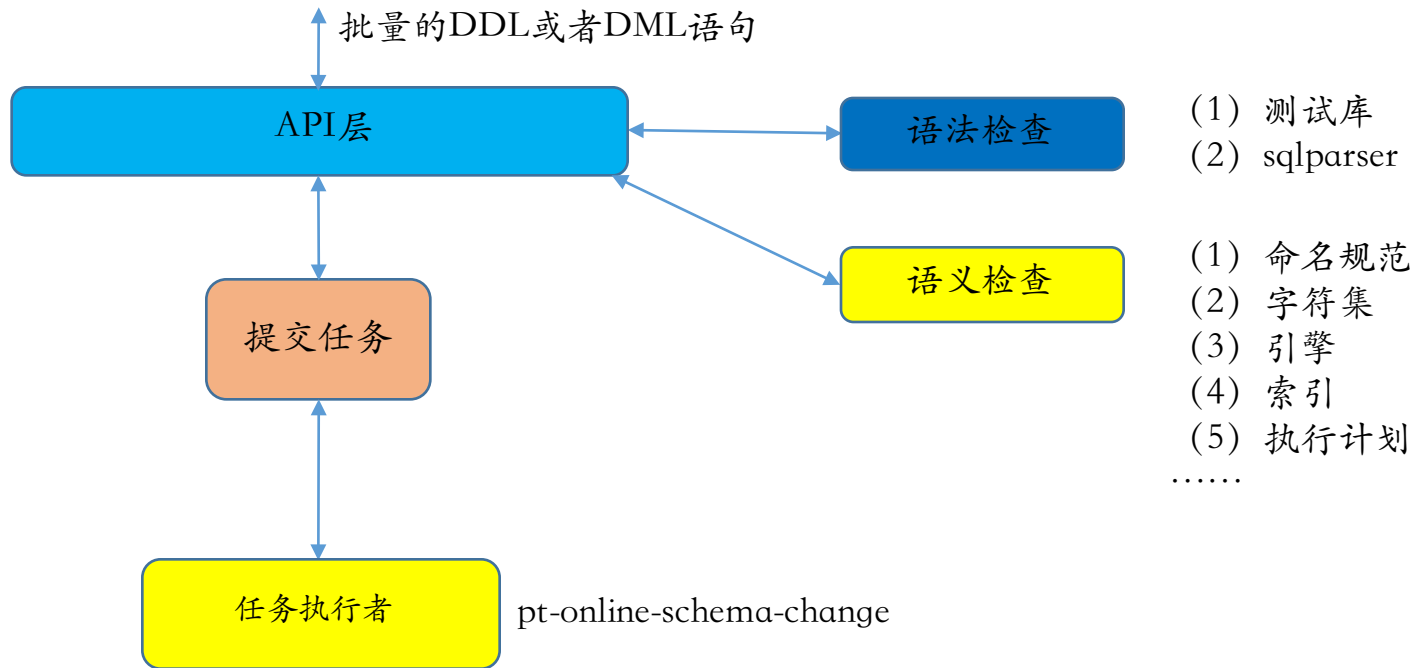 批量的DDL或者DML语句
API层
语法检查
(1) 测试库
(2) sqlparser
语义检查
(1) 命名规范
(2) 字符集
(3) 引擎
(4) 索引
(5) 执行计划
……
提交任务
任务执行者
pt-online-schema-change